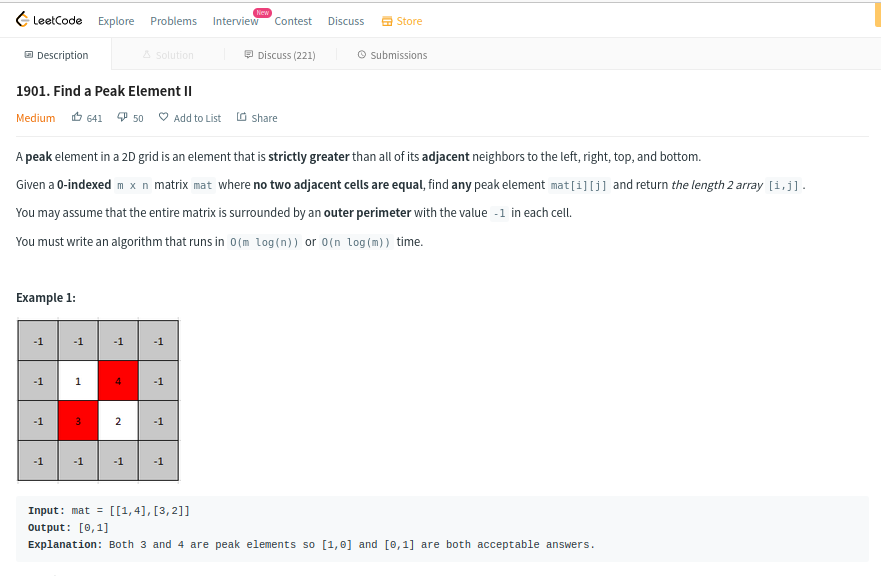 LeetCode Explore Problems Interview New Contest Discuss Store
Description Solution Discuss (221) Submissions
1901. Find a Peak Element II
Medium 641 50 Add to List Share
A peak element in a 2D grid is an element that is strictly greater than all of its adjacent neighbors to the left, right, top, and bottom.
Given a 0-indexed m x n matrix mat where no two adjacent cells are equal, find any peak element mat[i][j] and return the length 2 array [i,j].
You may assume that the entire matrix is surrounded by an outer perimeter with the value -1 in each cell.
You must write an algorithm that runs in O(m log(n)) or O(n log(m)) time.
Example 1:
-1 -1 -1 -1
-1 1 4 -1
-1 3 2 -1
-1 -1 -1 -1
Input: mat = [[1,4],[3,2]]
Output: [0,1]
Explanation: Both 3 and 4 are peak elements so [1,0] and [0,1] are both acceptable answers.